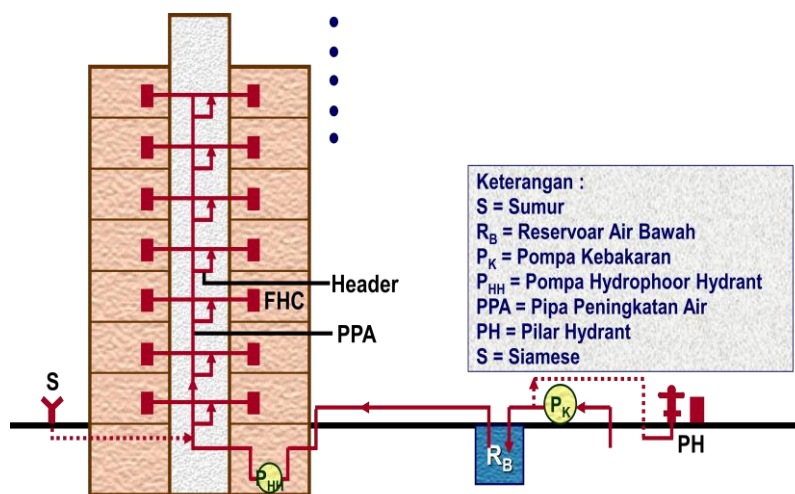 Keterangan :
S = Sumur
RB = Reservoar Air Bawah
PK = Pompa Kebakaran
PHH = Pompa Hydrophoor Hydrant
PPA = Pipa Peningkatan Air
PH = Pilar Hydrant
S = Siamese
Header
FHC
PPA
S
PK
PH
RB
PHH